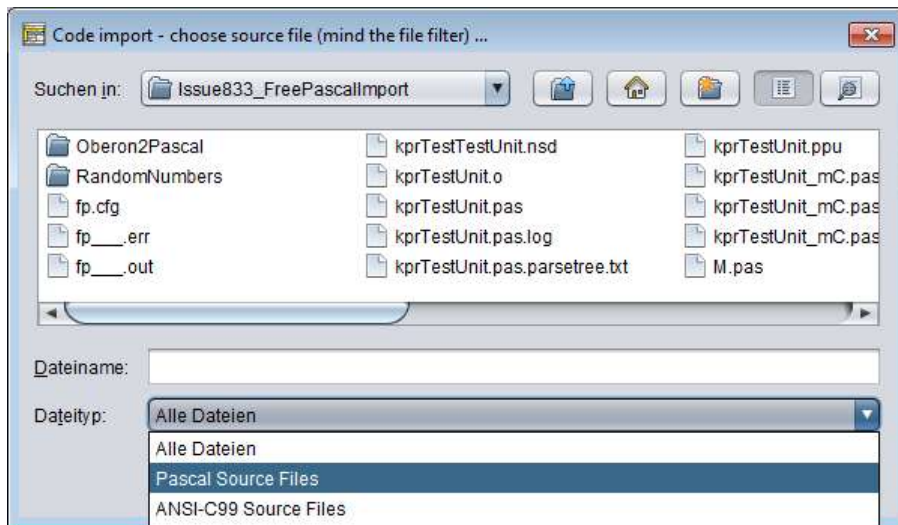 Code import - choose source file (mind the file filter) ...
Suchen in: Issue833_FreePascalImport
Oberon2Pascal
RandomNumbers
fp.cfg
fp___.err
fp___.out
kprTestTestUnit.nsd
kprTestUnit.o
kprTestUnit.pas
kprTestUnit.pas.log
kprTestUnit.pas.parsetree.txt
kprTestUnit.ppu
kprTestUnit_mC.pas
kprTestUnit_mC.pas
kprTestUnit_mC.pas
M.pas
Dateiname:
Dateityp: Alle Dateien
Alle Dateien
Pascal Source Files
ANSI-C99 Source Files